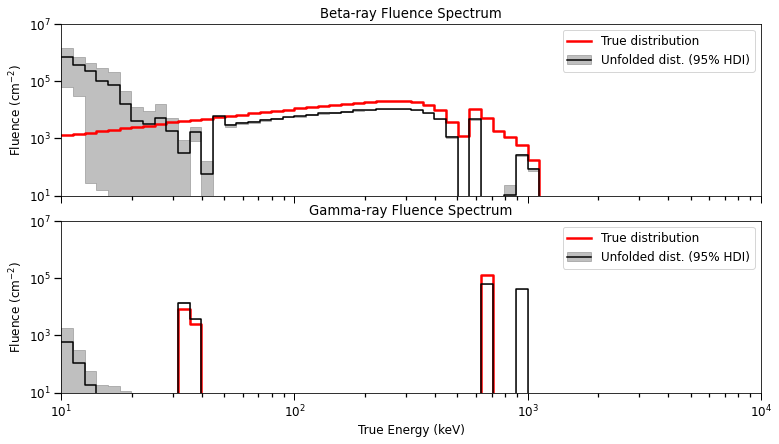 Beta-ray Fluence Spectrum
10^7
10^5
10^3
10^1
Fluence (cm^−2)
True distribution
Unfolded dist. (95% HDI)
Gamma-ray Fluence Spectrum
10^7
10^5
10^3
10^1
Fluence (cm^−2)
True distribution
Unfolded dist. (95% HDI)
10^1
10^2
10^3
10^4
True Energy (keV)